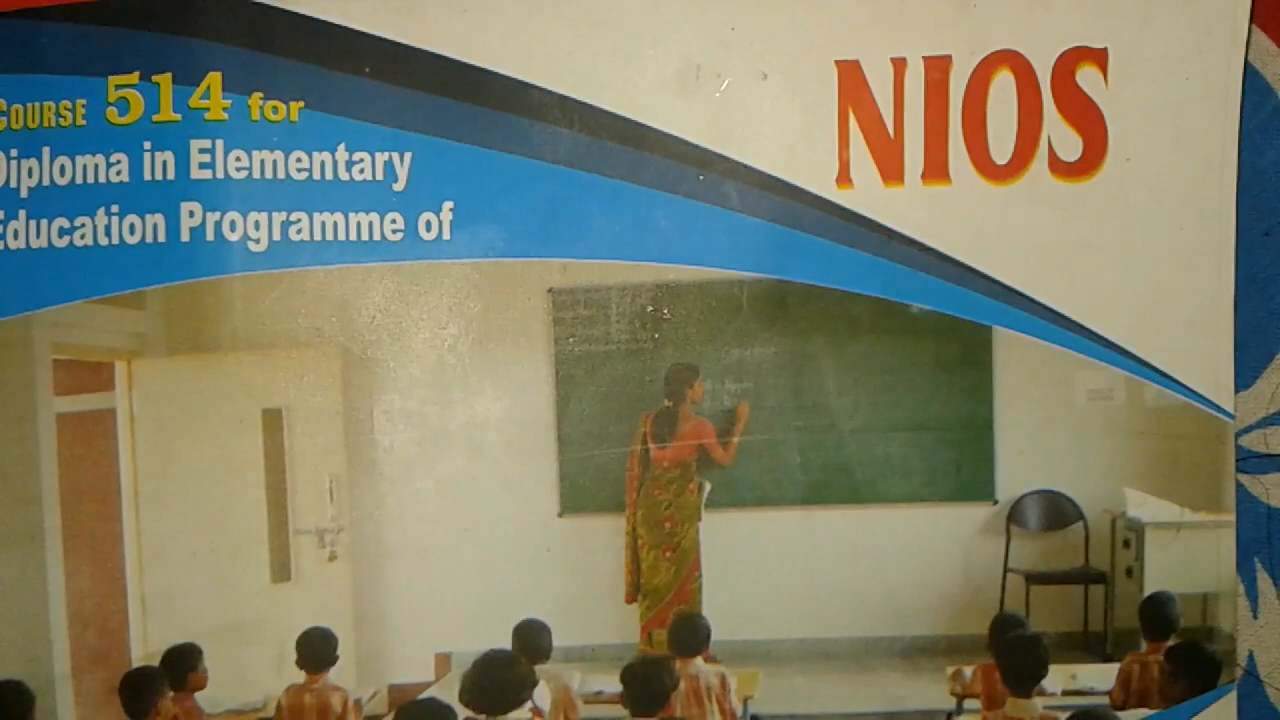 COURSE 514 for
Diploma in Elementary
Education Programme of
NIOS